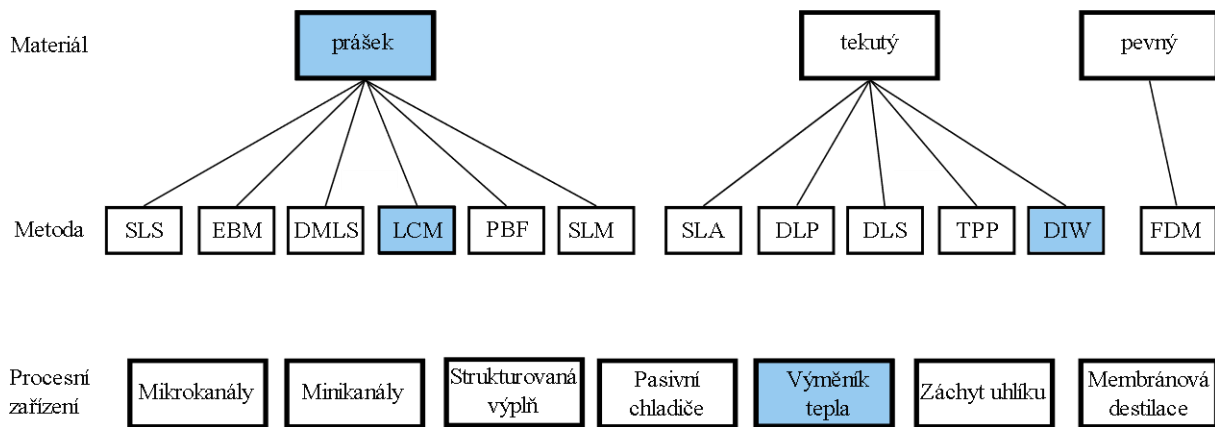 Materiál
prášek
tekutý
pevný
Metoda
SLS
EBM
DMLS
LCM
PBF
SLM
SLA
DLP
DLS
TPP
DIW
FDM
Procesní
zařízení
Mikrokanály
Minikanály
Strukturovaná
výplň
Pasivní
chladiče
Výměník
tepla
Záchyt uhlíku
Membránová
destilace